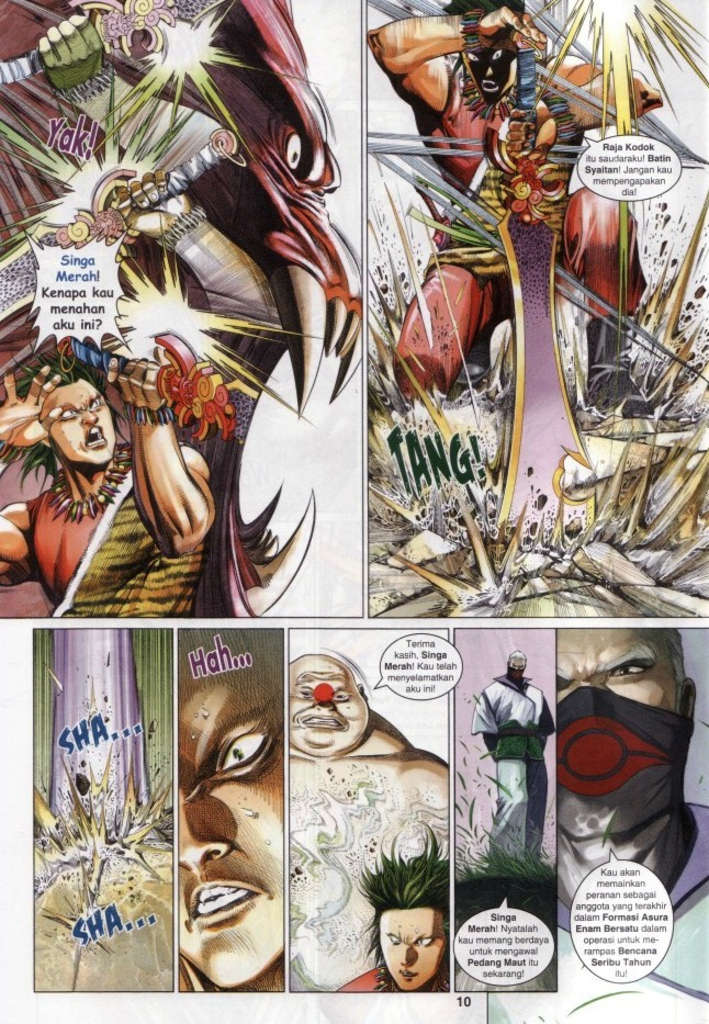 Yak!
Singa
Merah!
Kenapa kau
menahan
aku ini?
Raja Kodok
itu saudaraku! Batin
Syaitan! Jangan kau
mempengapakan
dia!
TANG!
SHA...
SHA...
Hah...
Terima
kasih, Singa
Merah! Kau telah
menyelamatkan
aku ini!
Singa
Merah! Nyatalah
kau memang berdaya
untuk mengawal
Pedang Maut itu
sekarang!
Kau akan
memainkan
peranan sebagai
anggota yang terakhir
dalam Formasi Asura
Enam Bersatu dalam
operasi untuk me-
rampas Bencana
Seribu Tahun
itu!
10